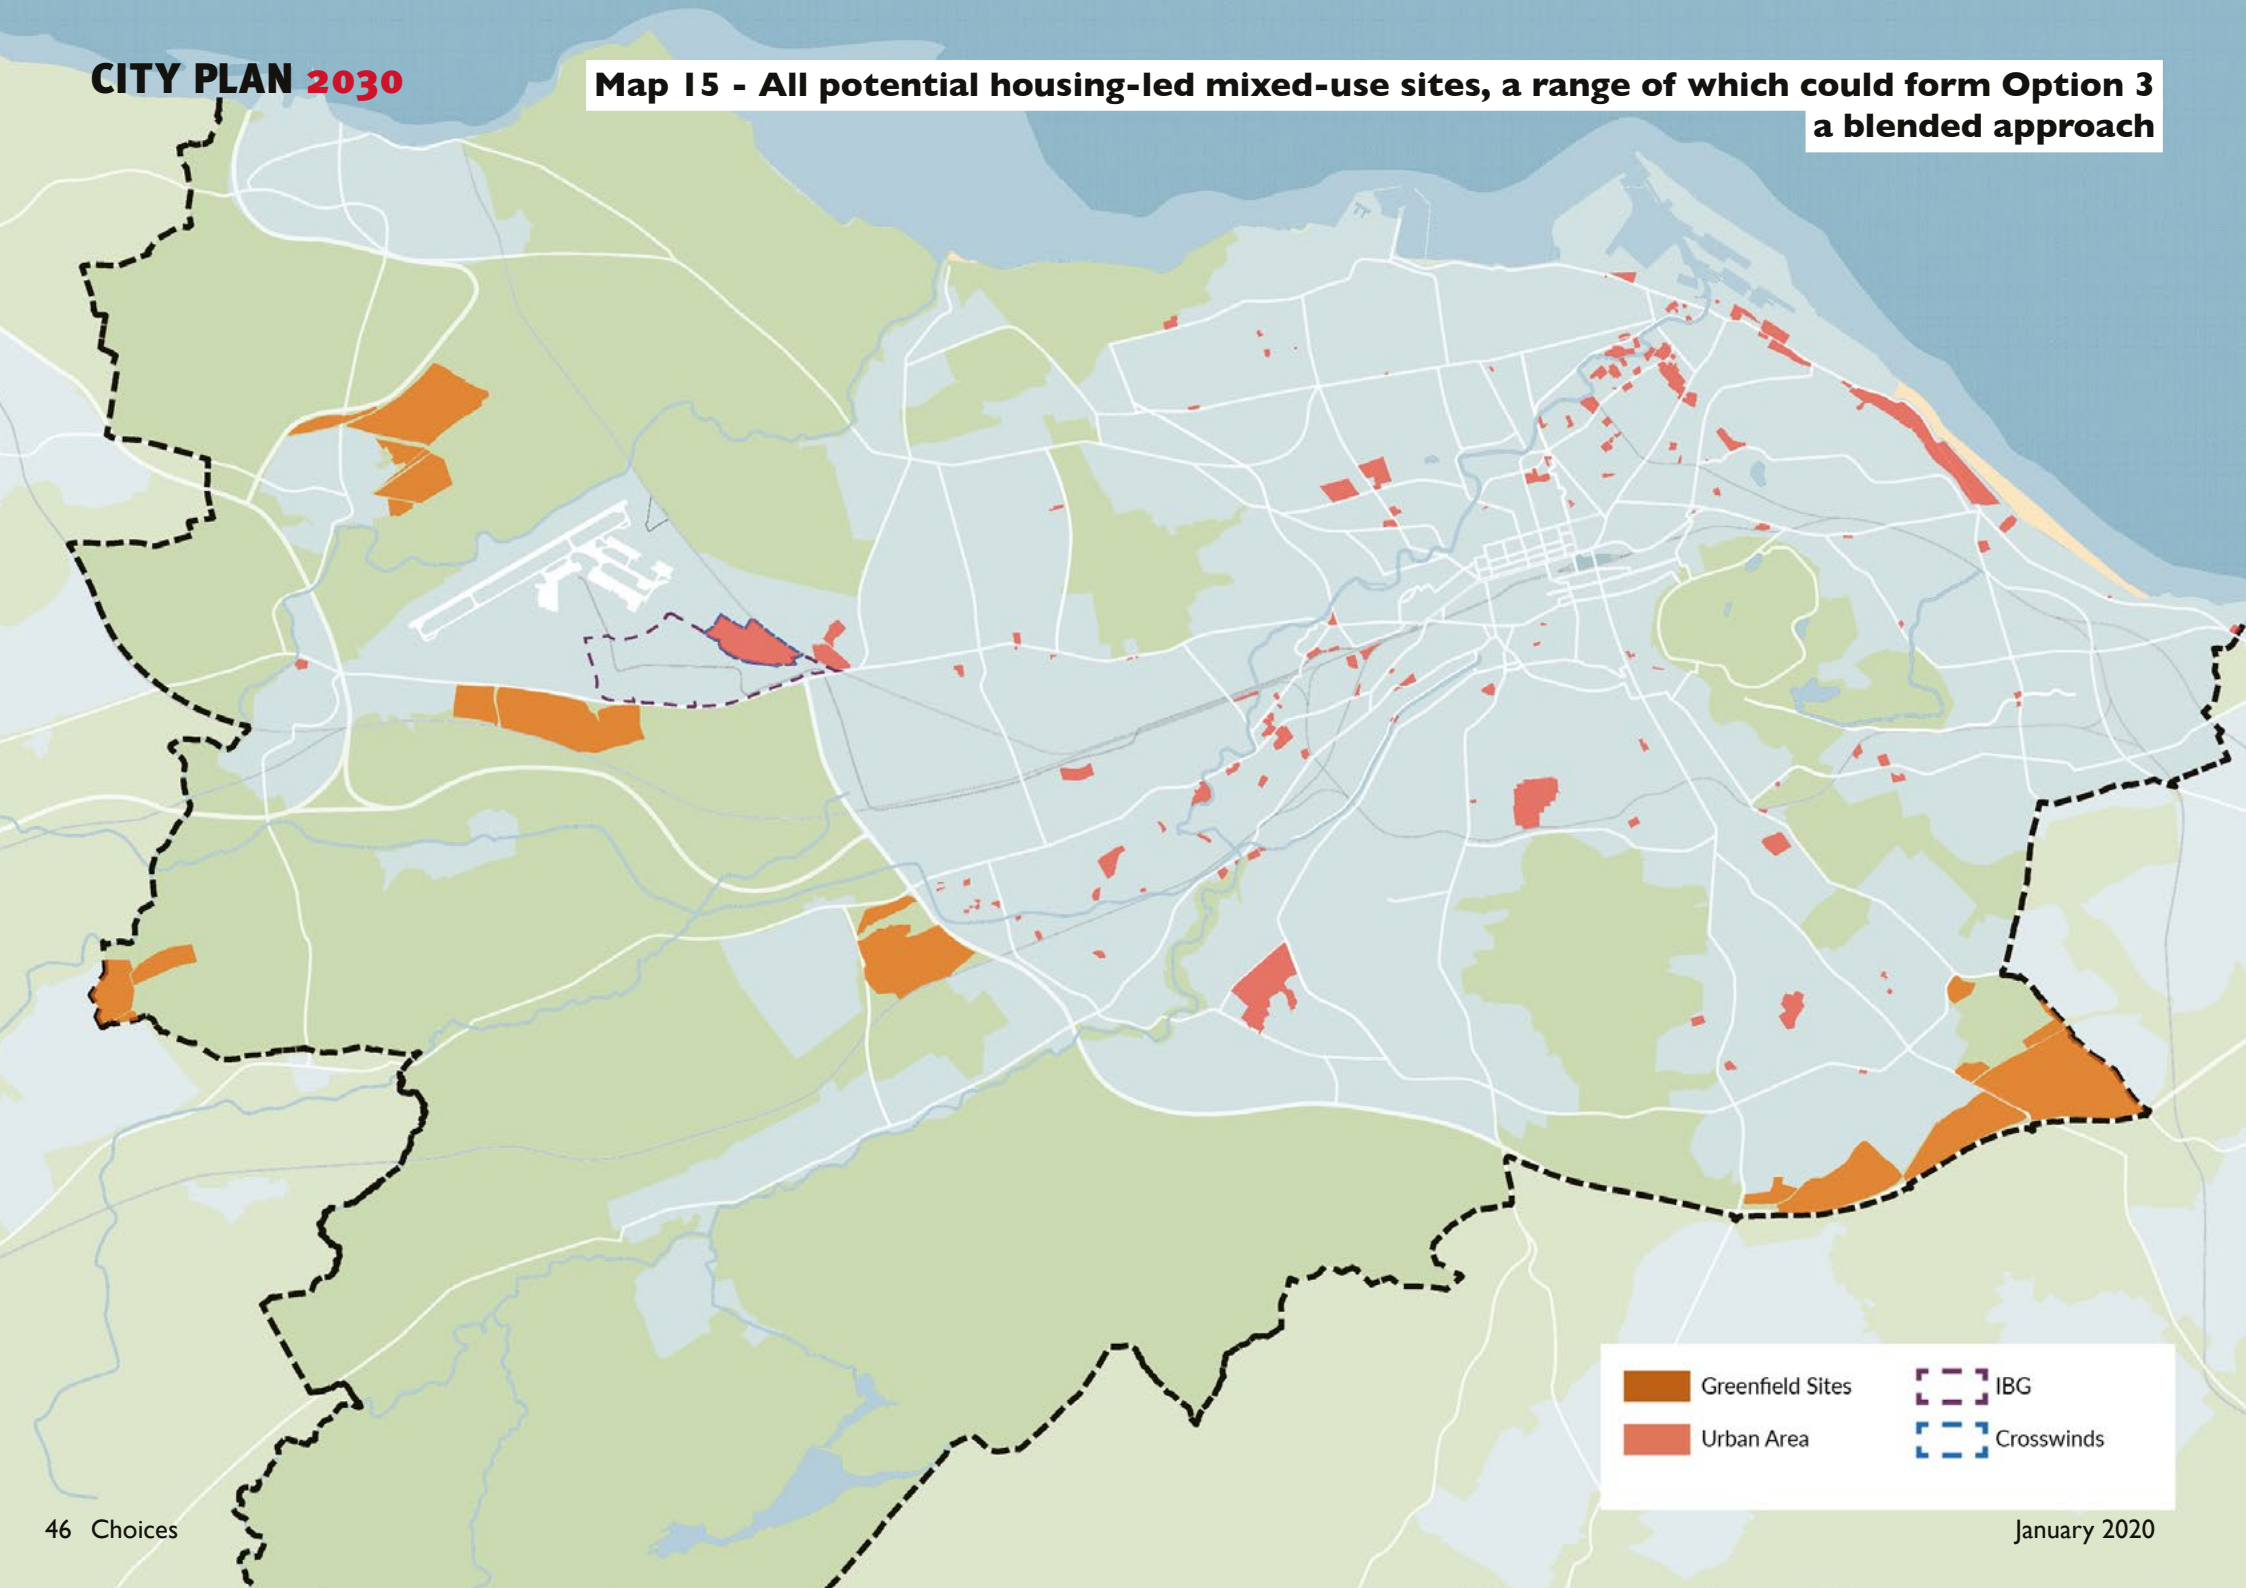 CITY PLAN 2030
Map 15 - All potential housing-led mixed-use sites, a range of which could form Option 3
a blended approach
Greenfield Sites
IBG
Urban Area
Crosswinds
46 Choices
January 2020